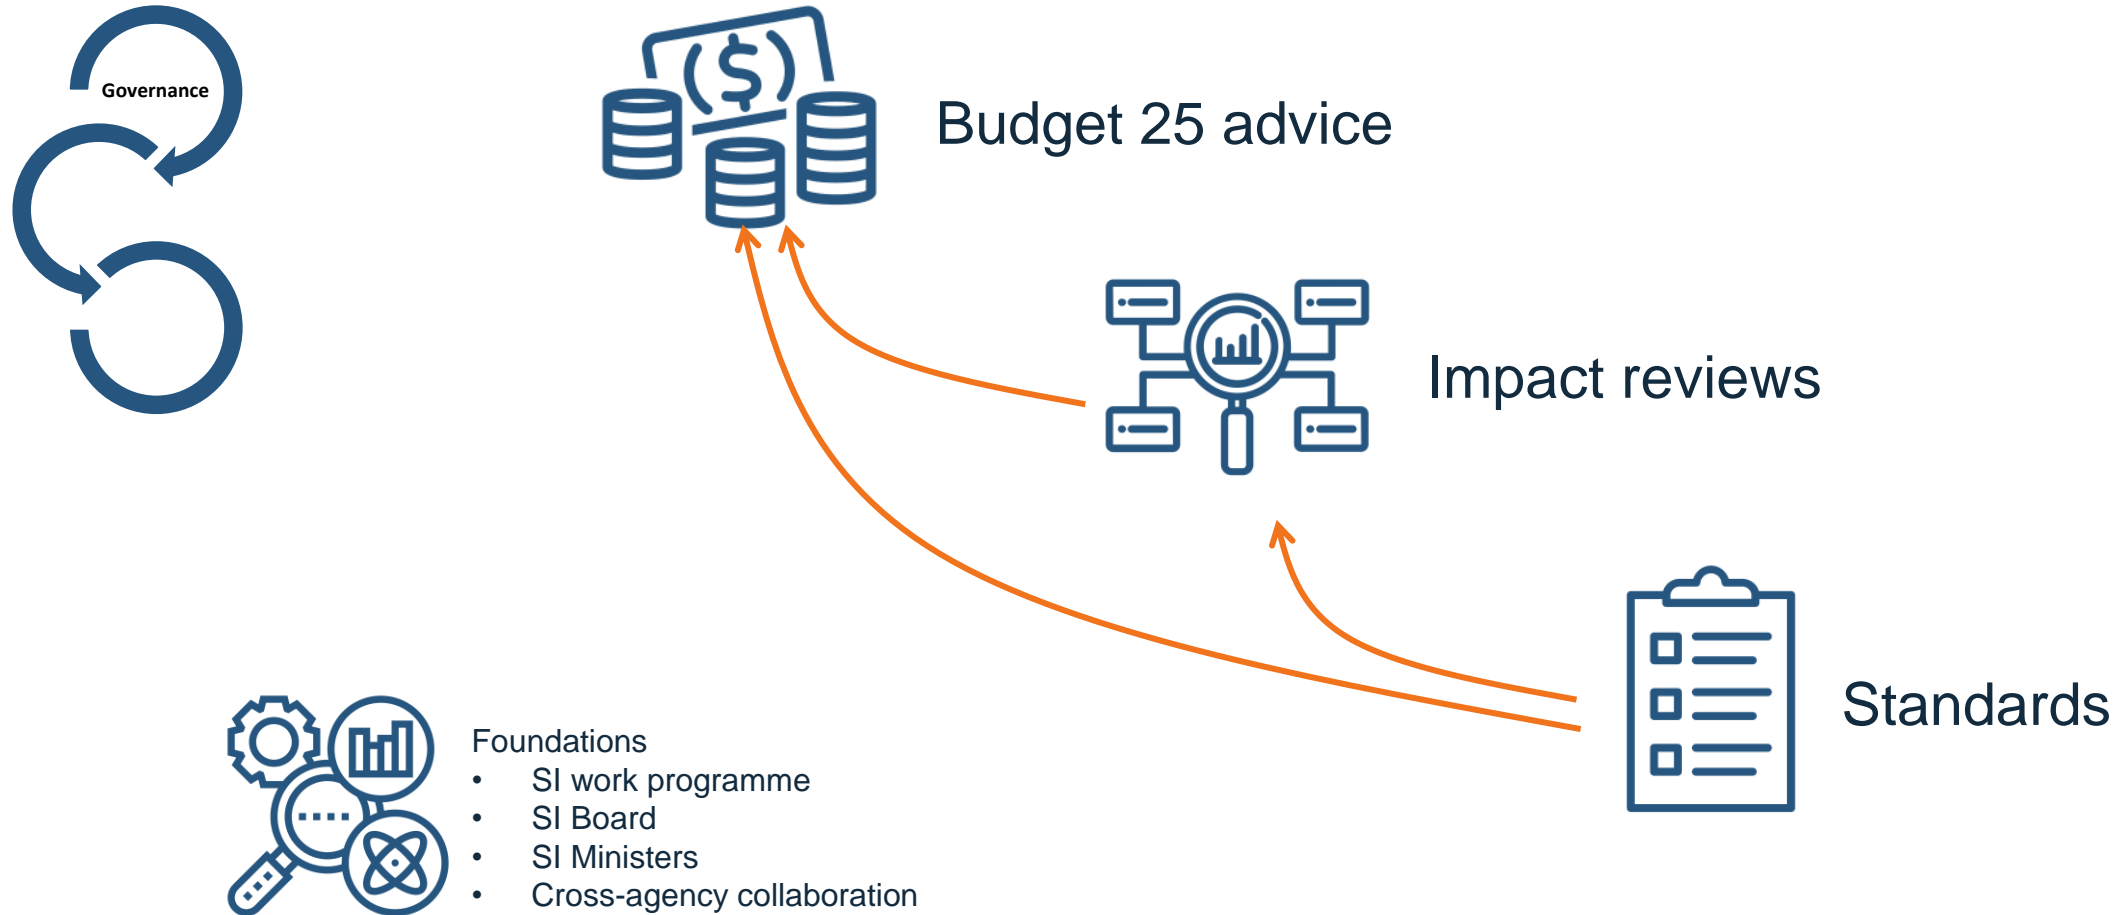 Governance
Budget 25 advice
Impact reviews
Standards
Foundations
• SI work programme
• SI Board
• SI Ministers
• Cross-agency collaboration